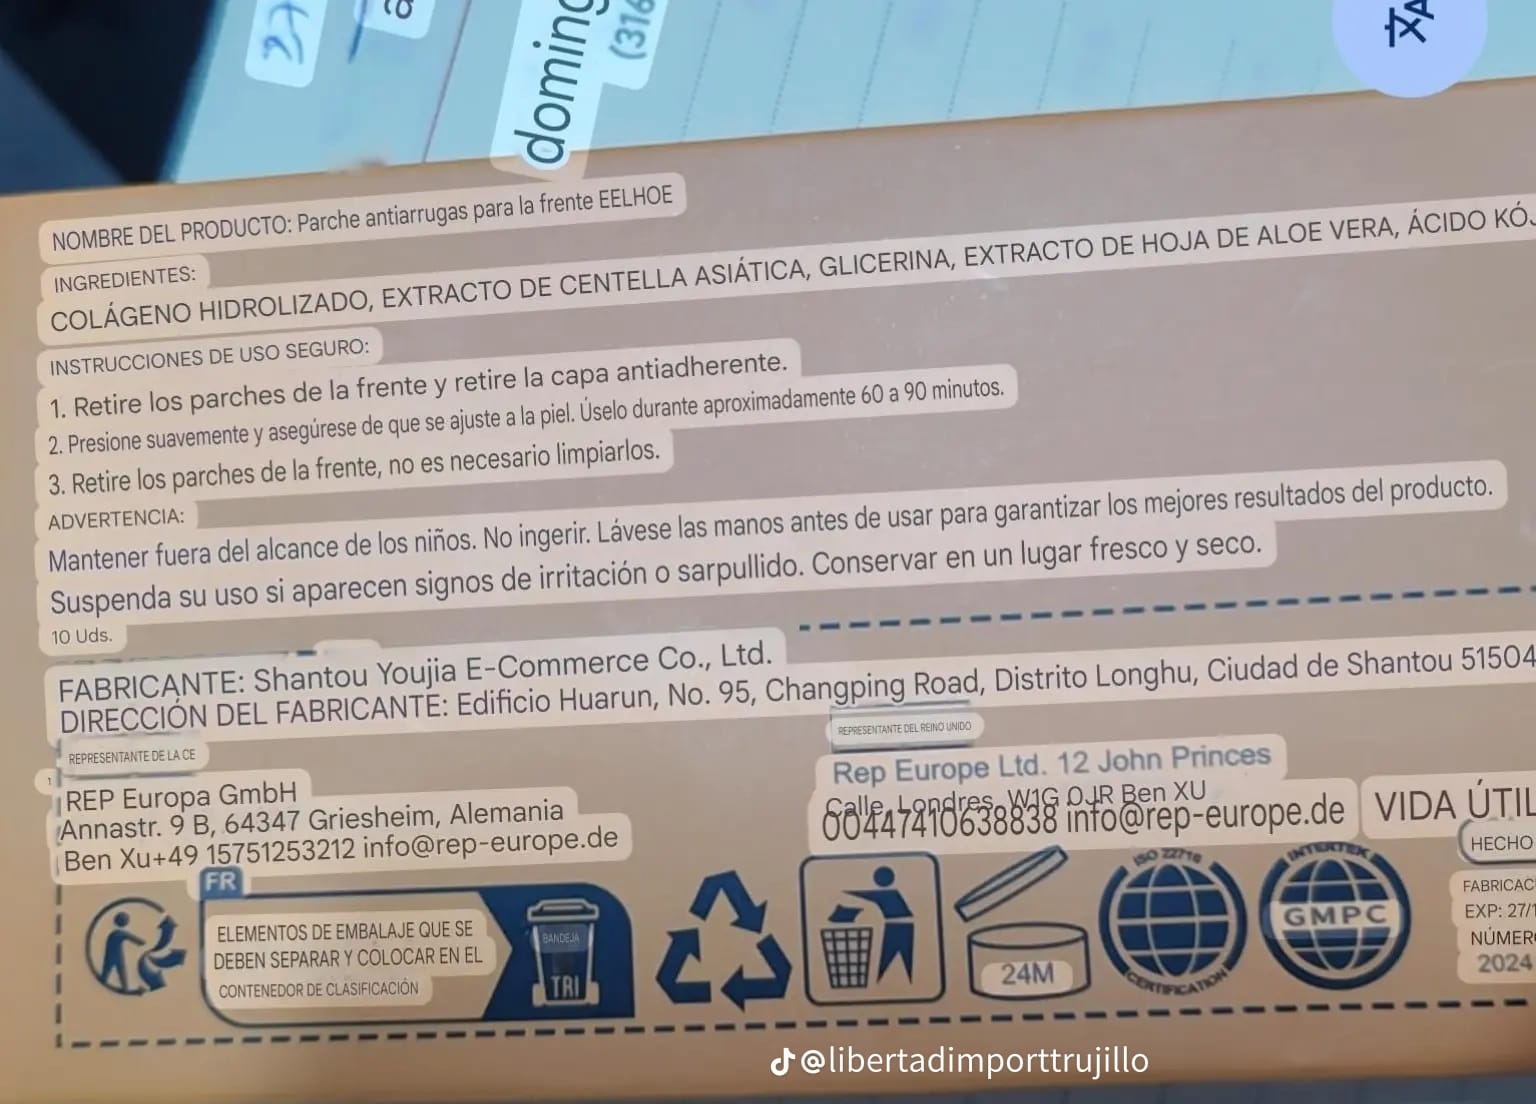 doming
(316
NOMBRE DEL PRODUCTO: Parche antiarrugas para la frente EELHOE
INGREDIENTES:
COLÁGENO HIDROLIZADO, EXTRACTO DE CENTELLA ASIÁTICA, GLICERINA, EXTRACTO DE HOJA DE ALOE VERA, ÁCIDO KÓJ
INSTRUCCIONES DE USO SEGURO:
1. Retire los parches de la frente y retire la capa antiadherente.
2. Presione suavemente y asegúrese de que se ajuste a la piel. Úselo durante aproximadamente 60 a 90 minutos.
3. Retire los parches de la frente, no es necesario limpiarlos.
ADVERTENCIA:
Mantener fuera del alcance de los niños. No ingerir. Lávese las manos antes de usar para garantizar los mejores resultados del producto.
Suspenda su uso si aparecen signos de irritación o sarpullido. Conservar en un lugar fresco y seco.
10 Uds.
FABRICANTE: Shantou Youjia E-Commerce Co., Ltd.
DIRECCIÓN DEL FABRICANTE: Edificio Huarun, No. 95, Changping Road, Distrito Longhu, Ciudad de Shantou 51504
REPRESENTANTE DE LA CE
REP Europa GmbH
Annastr. 9 B, 64347 Griesheim, Alemania
Ben Xu+49 15751253212 info@rep-europe.de
REPRESENTANTE DEL REINO UNIDO
Rep Europe Ltd. 12 John Princes
Calle, Londres, W1G 0JR Ben XU
00447410638838 info@rep-europe.de
VIDA ÚTIL
HECHO
FABRICAC
EXP: 27/1
NÚMERO
2024
FR
ELEMENTOS DE EMBALAJE QUE SE
DEBEN SEPARAR Y COLOCAR EN EL
CONTENEDOR DE CLASIFICACIÓN
BANDEJA
TRI
24M
ISO 22716
CERTIFICATION
INTERTEK
GMPC
@libertadimporttrujillo